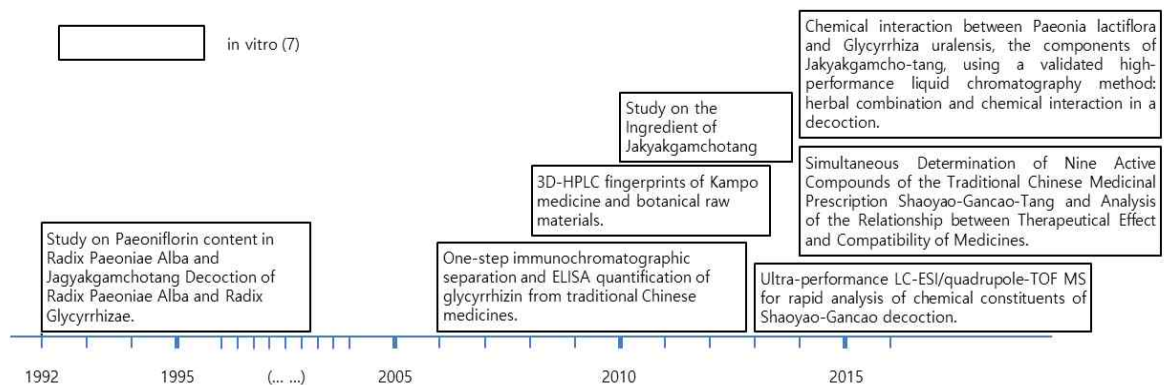 in vitro (7)
Chemical interaction between Paeonia lactiflora
and Glycyrrhiza uralensis, the components of
Jakyakgamcho-tang, using a validated high-
performance liquid chromatography method:
herbal combination and chemical interaction in a
decoction.
Study on the
Ingredient of
Jakyakgamchotang
Simultaneous Determination of Nine Active
Compounds of the Traditional Chinese Medicinal
Prescription Shaoyao-Gancao-Tang and Analysis
of the Relationship between Therapeutical Effect
and Compatibility of Medicines.
3D-HPLC fingerprints of Kampo
medicine and botanical raw
materials.
Study on Paeoniflorin content in
Radix Paeoniae Alba and
Jagyakgamchotang Decoction of
Radix Paeoniae Alba and Radix
Glycyrrhizae.
One-step immunochromatographic
separation and ELISA quantification of
glycyrrhizin from traditional Chinese
medicines.
Ultra-performance LC-ESI/quadrupole-TOF MS
for rapid analysis of chemical constituents of
Shaoyao-Gancao decoction.
1992 1995 (... ...) 2005 2010 2015